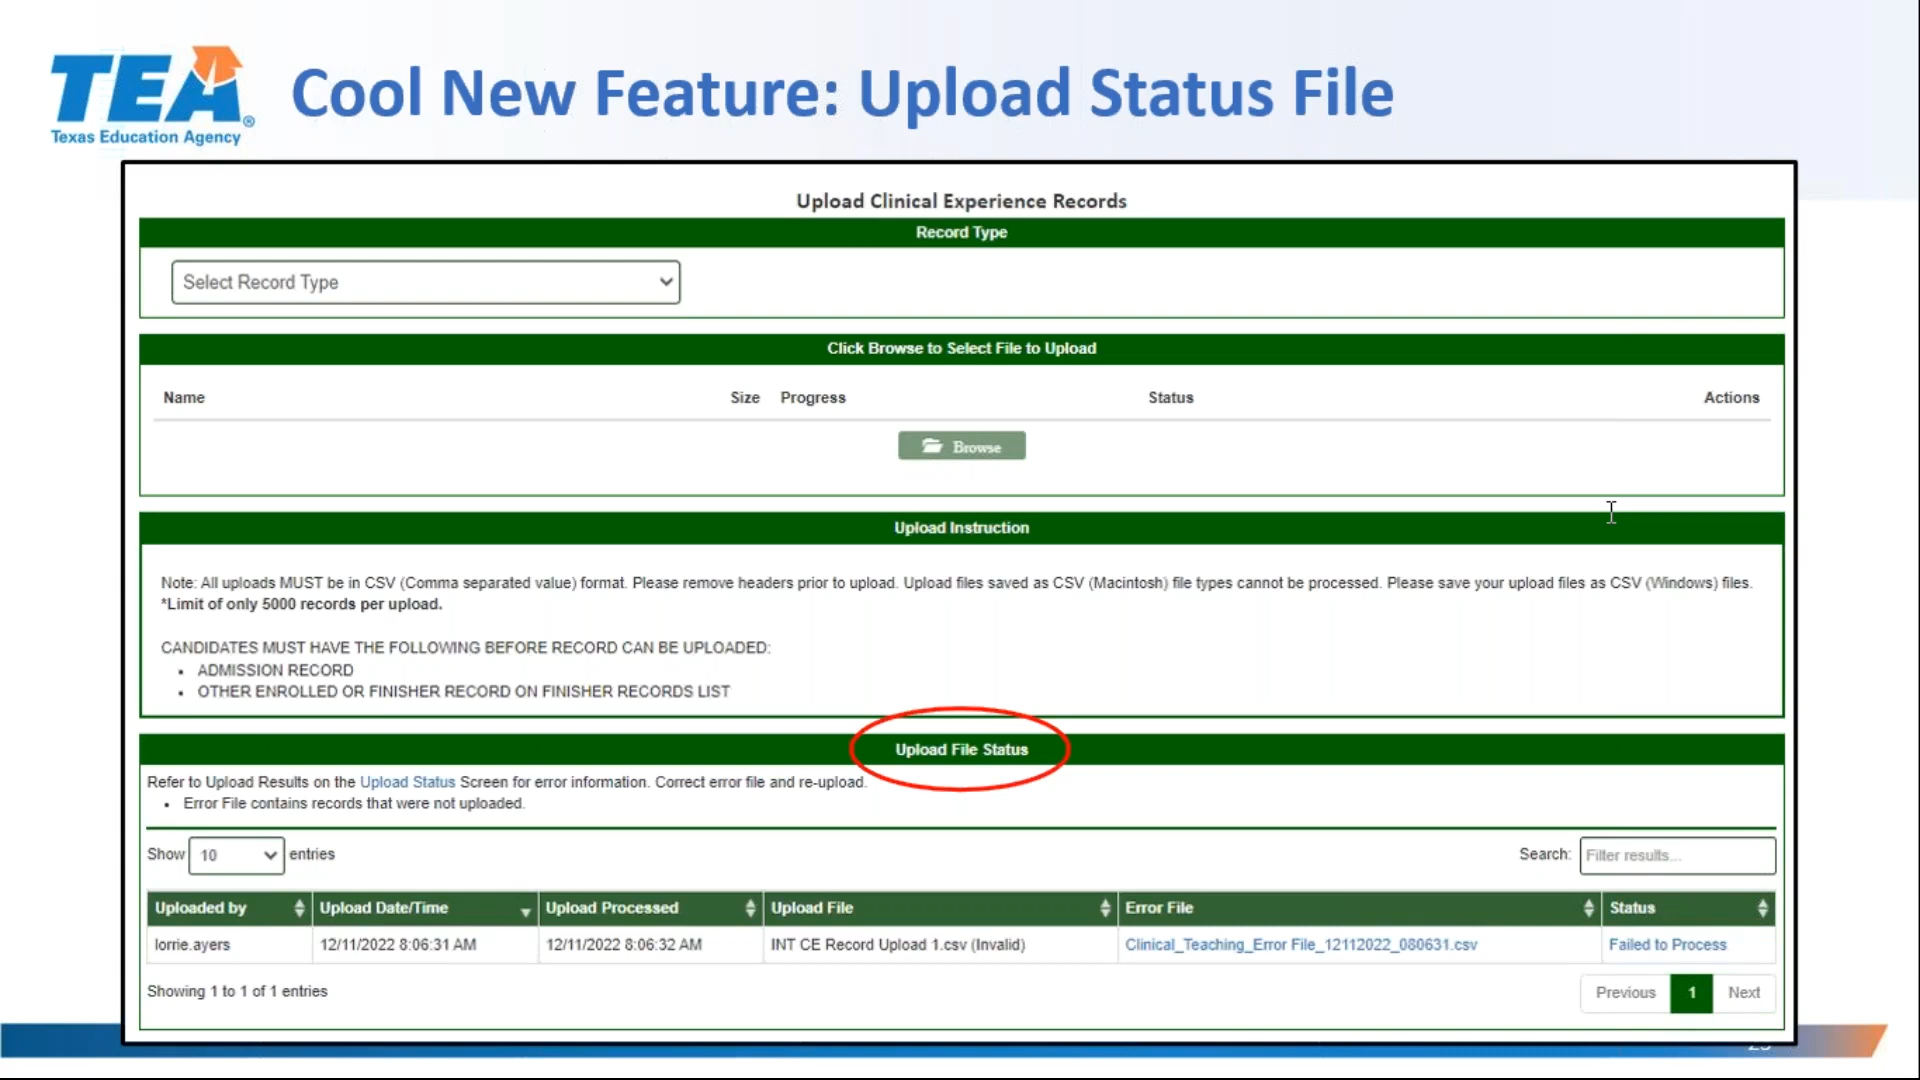 TEA®
Texas Education Agency
Cool New Feature: Upload Status File
Upload Clinical Experience Records
Record Type
Select Record Type
Click Browse to Select File to Upload
Name Size Progress Status Actions
Browse
Upload Instruction
Note: All uploads MUST be in CSV (Comma separated value) format. Please remove headers prior to upload. Upload files saved as CSV (Macintosh) file types cannot be processed. Please save your upload files as CSV (Windows) files.
*Limit of only 5000 records per upload.
CANDIDATES MUST HAVE THE FOLLOWING BEFORE RECORD CAN BE UPLOADED:
• ADMISSION RECORD
• OTHER ENROLLED OR FINISHER RECORD ON FINISHER RECORDS LIST
Upload File Status
Refer to Upload Results on the Upload Status Screen for error information. Correct error file and re-upload.
• Error File contains records that were not uploaded.
Show 10 entries Search: Filter results...
Uploaded by Upload Date/Time Upload Processed Upload File Error File Status
lorrie.ayers 12/11/2022 8:06:31 AM 12/11/2022 8:06:32 AM INT CE Record Upload 1.csv (Invalid) Clinical_Teaching_Error File_12112022_080631.csv Failed to Process
Showing 1 to 1 of 1 entries Previous 1 Next